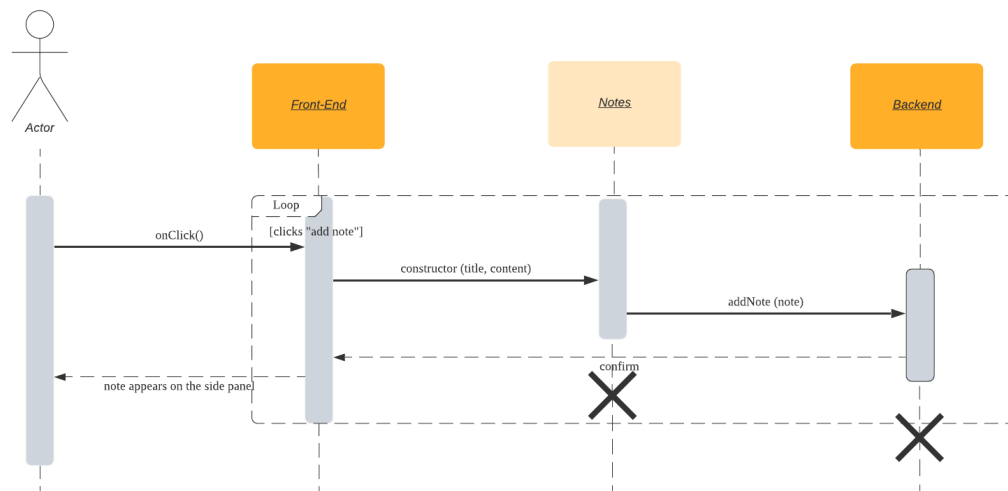 Actor
Front-End
Notes
Backend
Loop
[clicks "add note"]
onClick()
constructor (title, content)
addNote (note)
confirm
note appears on the side panel